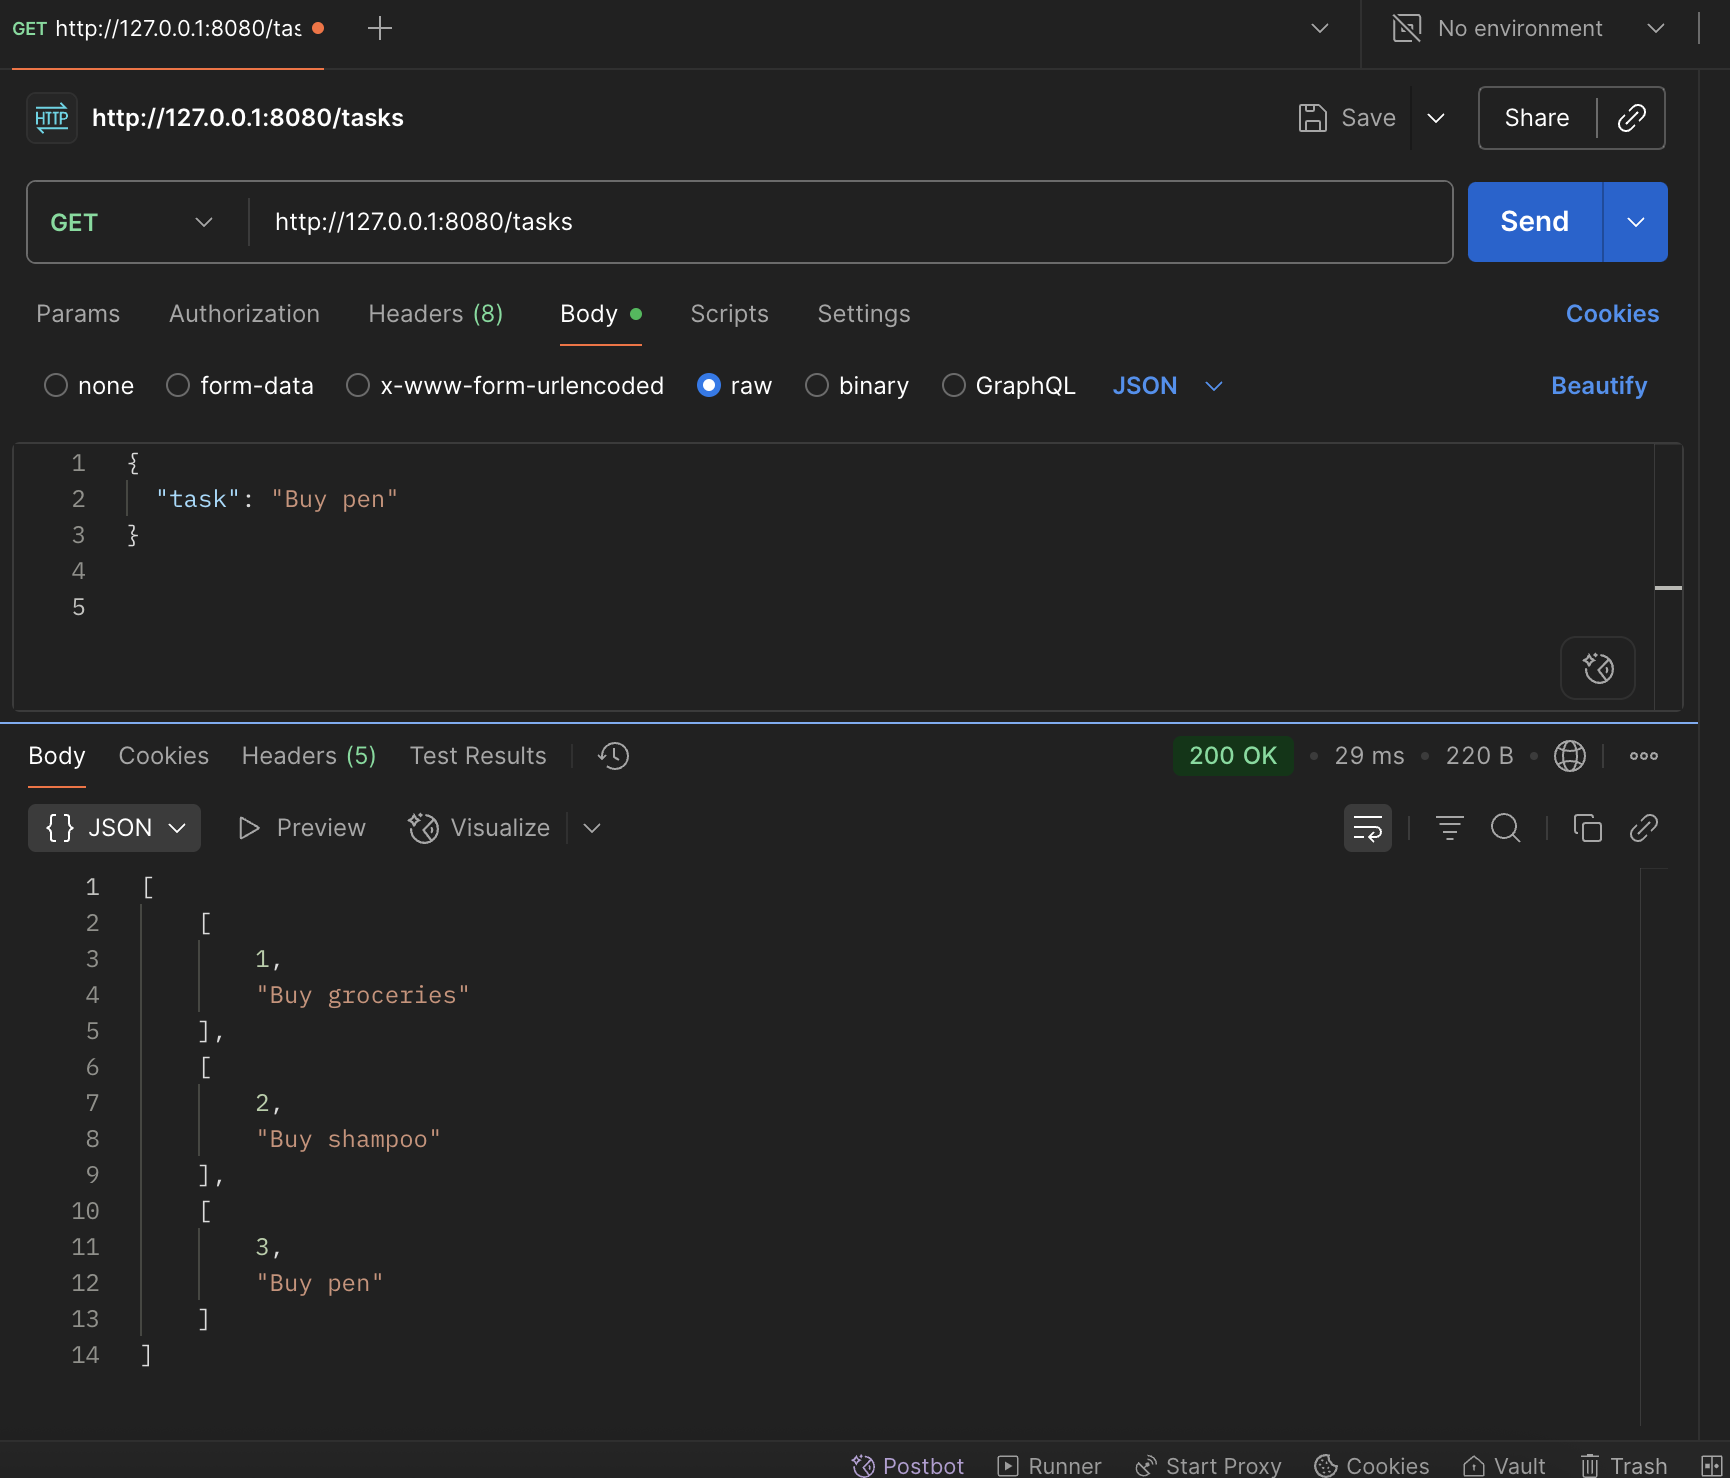 GET http://127.0.0.1:8080/tas
No environment
HTTP http://127.0.0.1:8080/tasks
Save
Share
GET http://127.0.0.1:8080/tasks
Send
Params Authorization Headers (8) Body Scripts Settings Cookies
none form-data x-www-form-urlencoded raw binary GraphQL JSON Beautify
1 {
2 "task": "Buy pen"
3 }
4
5
Body Cookies Headers (5) Test Results 200 OK • 29 ms • 220 B •
{} JSON Preview Visualize
1 [
2 [
3 1,
4 "Buy groceries"
5 ],
6 [
7 2,
8 "Buy shampoo"
9 ],
10 [
11 3,
12 "Buy pen"
13 ]
14 ]
Postbot Runner Start Proxy Cookies Vault Trash